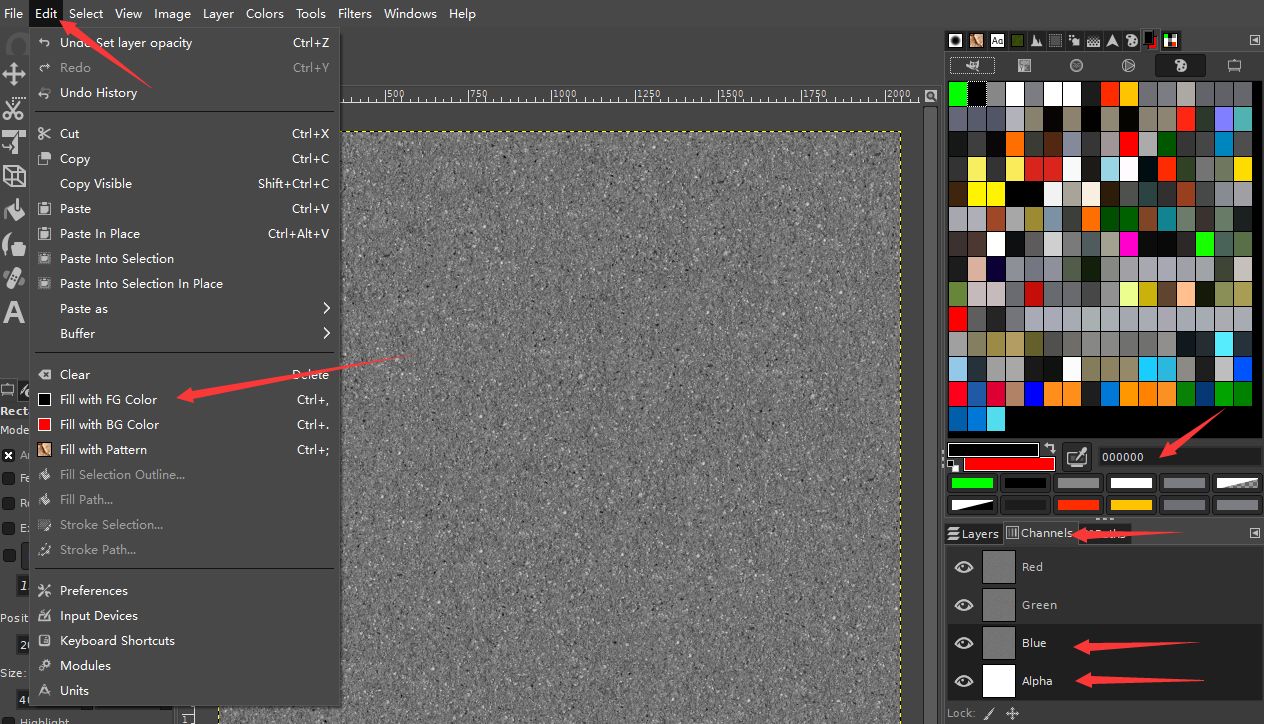 File Edit Select View Image Layer Colors Tools Filters Windows Help
Undo Set layer opacity Ctrl+Z
Redo Ctrl+Y
Undo History
Cut Ctrl+X
Copy Ctrl+C
Copy Visible Shift+Ctrl+C
Paste Ctrl+V
Paste In Place Ctrl+Alt+V
Paste Into Selection
Paste Into Selection In Place
Paste as
Buffer
Clear Delete
Fill with FG Color Ctrl+,
Fill with BG Color Ctrl+.
Fill with Pattern Ctrl+;
Fill Selection Outline...
Fill Path...
Stroke Selection...
Stroke Path...
Preferences
Input Devices
Keyboard Shortcuts
Modules
Units
Rect
Mode
Posit
Size:
Highlight
500 750 1000 1250 1500 1750 2000
Aa
000000
Layers Channels Paths
Red
Green
Blue
Alpha
Lock: